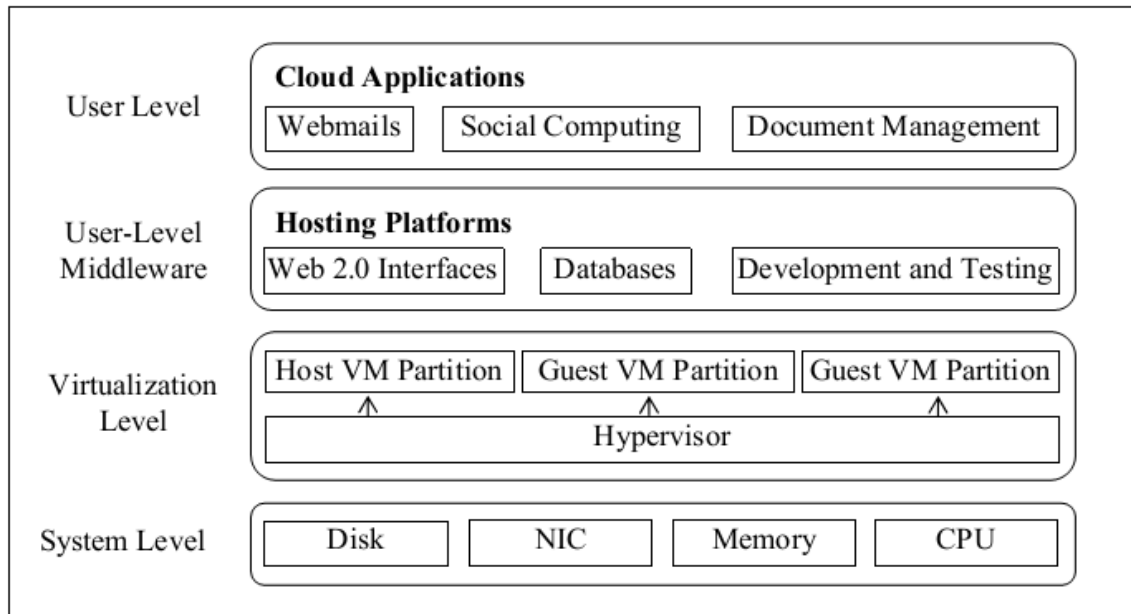 User Level
Cloud Applications
Webmails
Social Computing
Document Management
User-Level
Middleware
Hosting Platforms
Web 2.0 Interfaces
Databases
Development and Testing
Virtualization
Level
Host VM Partition
Guest VM Partition
Guest VM Partition
Hypervisor
System Level
Disk
NIC
Memory
CPU